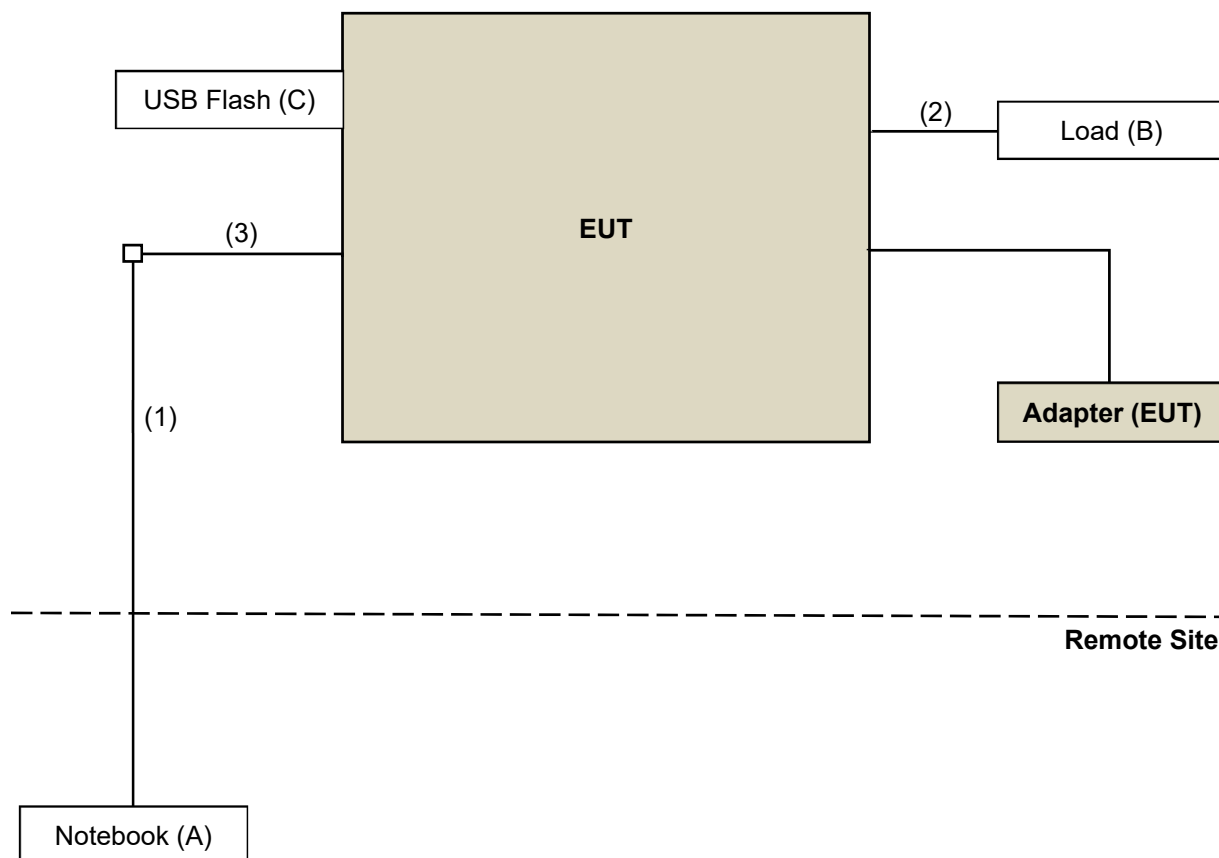 USB Flash (C)
(2)
Load (B)
EUT
(3)
Adapter (EUT)
(1)
Remote Site
Notebook (A)